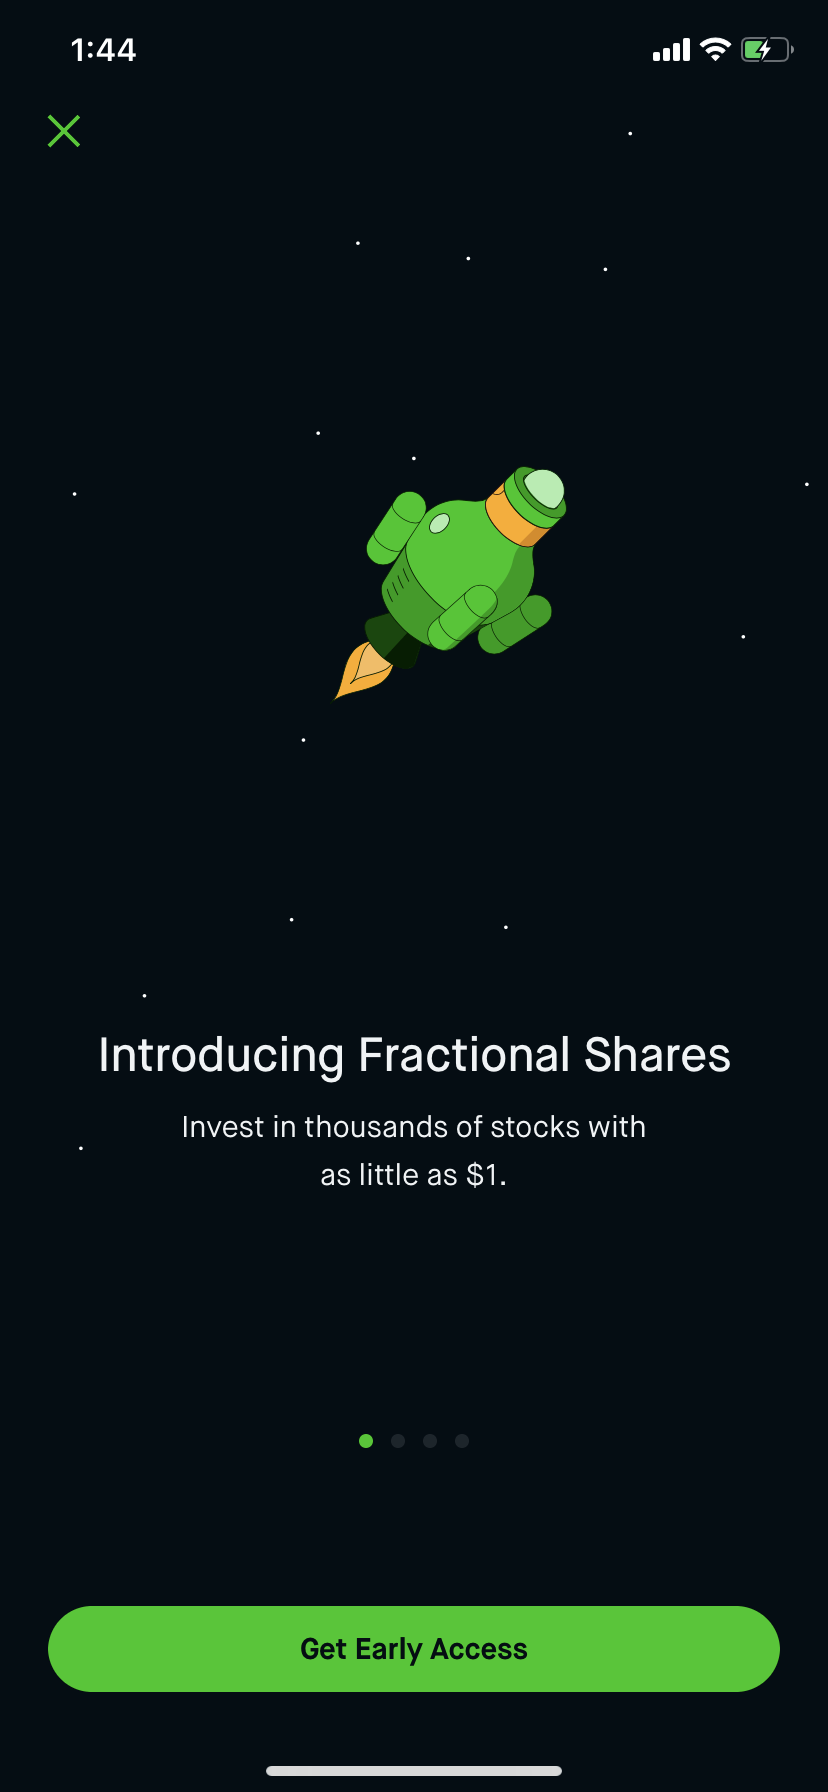 1:44
Introducing Fractional Shares
Invest in thousands of stocks with
as little as $1.
Get Early Access